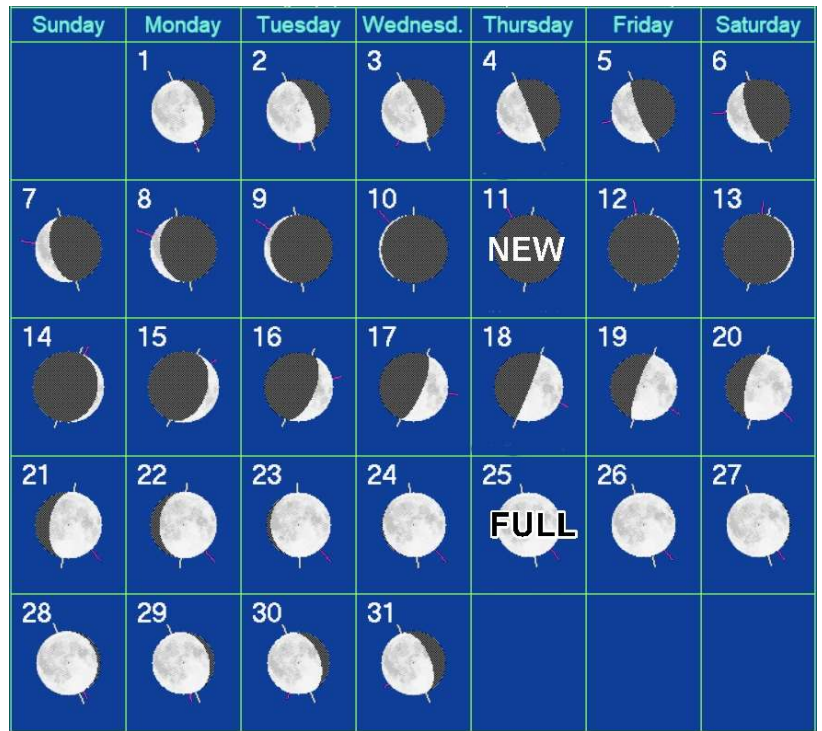 Sunday Monday Tuesday Wednesd. Thursday Friday Saturday
1 2 3 4 5 6
7 8 9 10 11 12 13
NEW
14 15 16 17 18 19 20
21 22 23 24 25 26 27
FULL
28 29 30 31